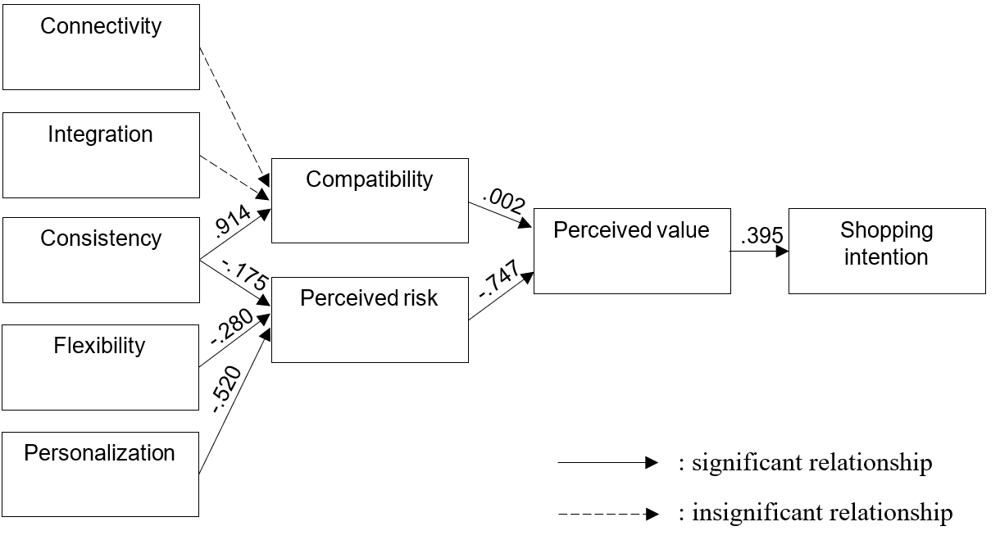 Connectivity
Integration
Consistency
Flexibility
Personalization
.914
-.175
-.280
-.520
Compatibility
Perceived risk
.002
-.747
Perceived value
.395
Shopping
intention
: significant relationship
: insignificant relationship